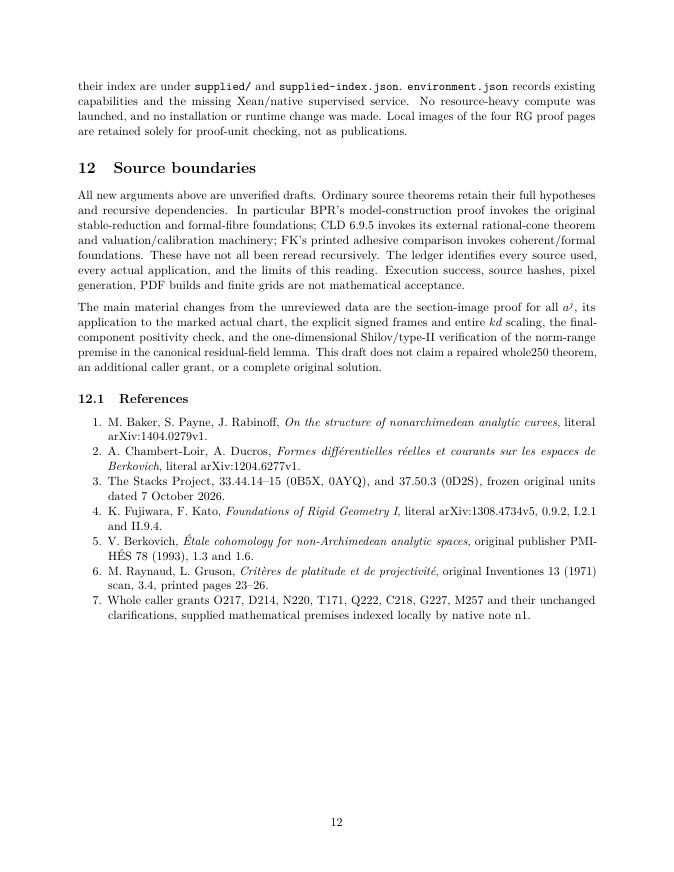 their index are under supplied/ and supplied-index.json. environment.json records existing
capabilities and the missing Xean/native supervised service. No resource-heavy compute was
launched, and no installation or runtime change was made. Local images of the four RG proof pages
are retained solely for proof-unit checking, not as publications.
12 Source boundaries
All new arguments above are unverified drafts. Ordinary source theorems retain their full hypotheses
and recursive dependencies. In particular BPR's model-construction proof invokes the original
stable-reduction and formal-fibre foundations; CLD 6.9.5 invokes its external rational-cone theorem
and valuation/calibration machinery; FK's printed adhesive comparison invokes coherent/formal
foundations. These have not all been reread recursively. The ledger identifies every source used,
every actual application, and the limits of this reading. Execution success, source hashes, pixel
generation, PDF builds and finite grids are not mathematical acceptance.
The main material changes from the unreviewed data are the section-image proof for all a^j, its
application to the marked actual chart, the explicit signed frames and entire kd scaling, the final-
component positivity check, and the one-dimensional Shilov/type-II verification of the norm-range
premise in the canonical residual-field lemma. This draft does not claim a repaired whole250 theorem,
an additional caller grant, or a complete original solution.
12.1 References
1. M. Baker, S. Payne, J. Rabinoff, On the structure of nonarchimedean analytic curves, literal
arXiv:1404.0279v1.
2. A. Chambert-Loir, A. Ducros, Formes différentielles réelles et courants sur les espaces de
Berkovich, literal arXiv:1204.6277v1.
3. The Stacks Project, 33.44.14–15 (0B5X, 0AYQ), and 37.50.3 (0D2S), frozen original units
dated 7 October 2026.
4. K. Fujiwara, F. Kato, Foundations of Rigid Geometry I, literal arXiv:1308.4734v5, 0.9.2, I.2.1
and II.9.4.
5. V. Berkovich, Étale cohomology for non-Archimedean analytic spaces, original publisher PMI-
HÉS 78 (1993), 1.3 and 1.6.
6. M. Raynaud, L. Gruson, Critères de platitude et de projectivité, original Inventiones 13 (1971)
scan, 3.4, printed pages 23–26.
7. Whole caller grants O217, D214, N220, T171, Q222, C218, G227, M257 and their unchanged
clarifications, supplied mathematical premises indexed locally by native note n1.
12